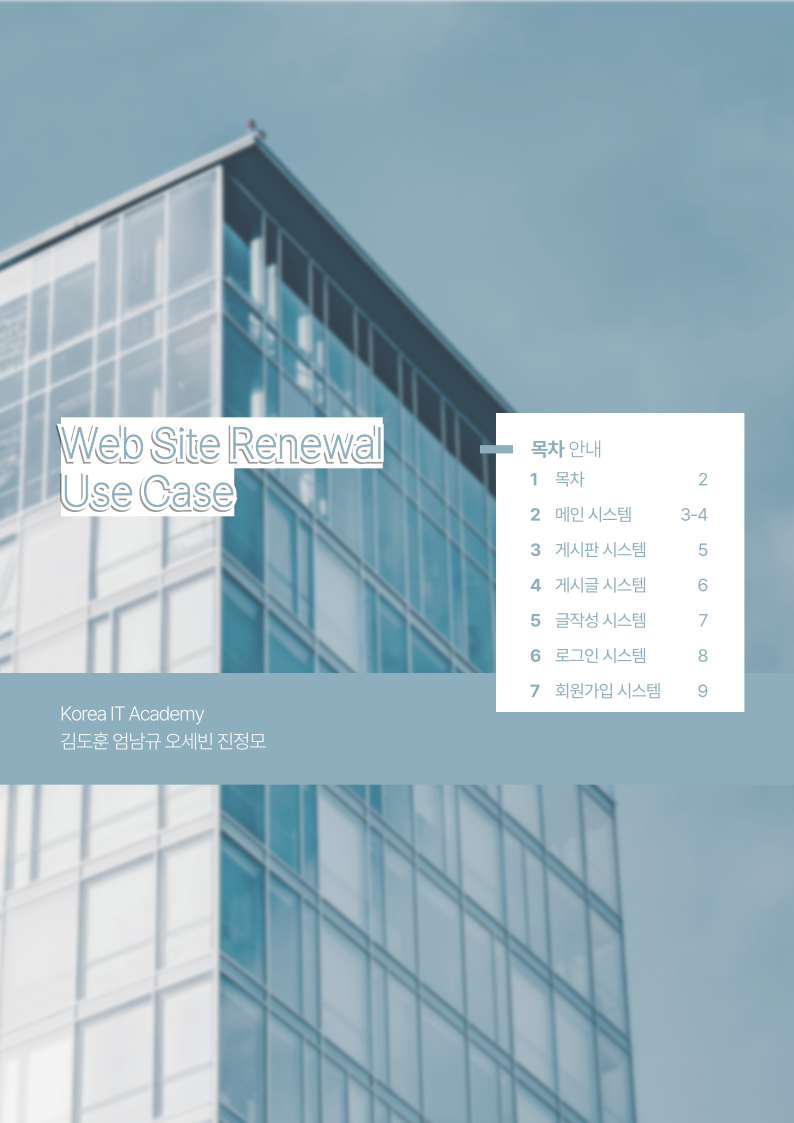 Web Site Renewal
Use Case
목차 안내
1 목차 2
2 메인 시스템 3-4
3 게시판 시스템 5
4 게시글 시스템 6
5 글작성 시스템 7
6 로그인 시스템 8
7 회원가입 시스템 9
Korea IT Academy
김도훈 엄남규 오세빈 진정모